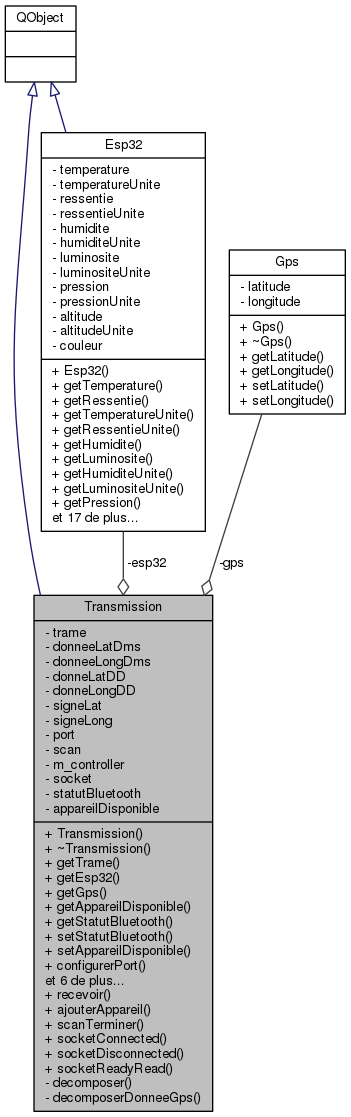 QObject
Esp32
- temperature
- temperatureUnite
- ressentie
- ressentieUnite
- humidite
- humiditeUnite
- luminosite
- luminositeUnite
- pression
- pressionUnite
- altitude
- altitudeUnite
- couleur
+ Esp32()
+ getTemperature()
+ getRessentie()
+ getTemperatureUnite()
+ getRessentieUnite()
+ getHumidite()
+ getLuminosite()
+ getHumiditeUnite()
+ getLuminositeUnite()
+ getPression()
et 17 de plus...
Gps
- latitude
- longitude
+ Gps()
+ ~Gps()
+ getLatitude()
+ getLongitude()
+ setLatitude()
+ setLongitude()
-esp32
-gps
Transmission
- trame
- donneeLatDms
- donneeLongDms
- donneLatDD
- donneLongDD
- signeLat
- signeLong
- port
- scan
- m_controller
- socket
- statutBluetooth
- appareilDisponible
+ Transmission()
+ ~Transmission()
+ getTrame()
+ getEsp32()
+ getGps()
+ getAppareilDisponible()
+ getStatutBluetooth()
+ setStatutBluetooth()
+ setAppareilDisponible()
+ configurerPort()
et 6 de plus...
+ recevoir()
+ ajouterAppareil()
+ scanTerminer()
+ socketConnected()
+ socketDisconnected()
+ socketReadyRead()
- decomposer()
- decomposerDonneeGps()